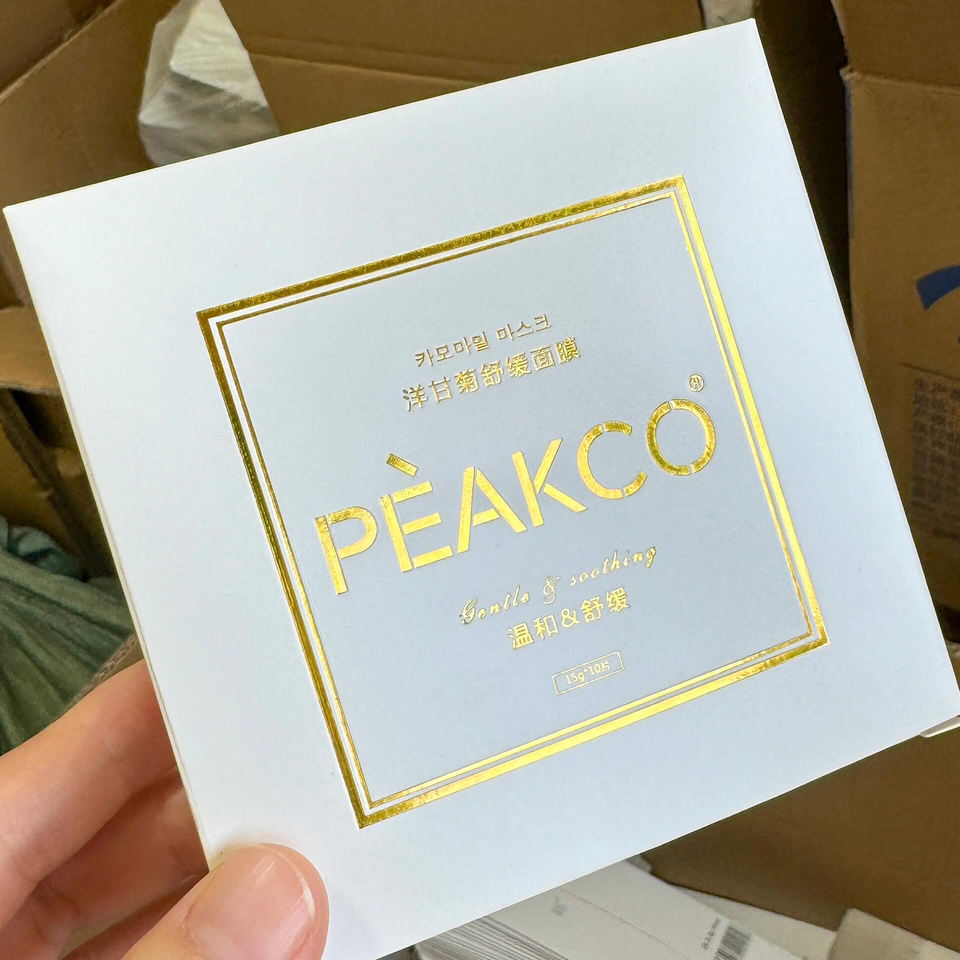 카모마일 마스크
洋甘菊舒缓面膜
PÈAKCO®
Gentle & soothing
温和&舒缓
15g*10片